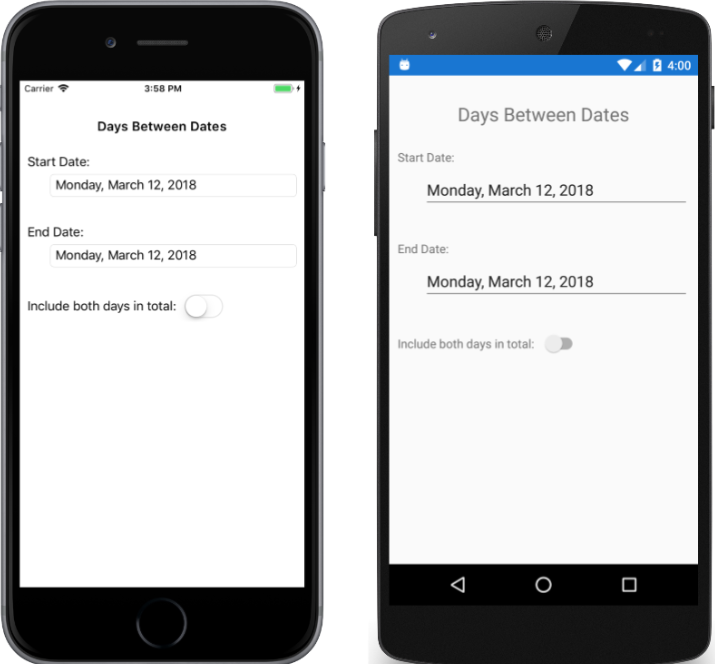 Carrier 3:58 PM
Days Between Dates
Start Date:
Monday, March 12, 2018
End Date:
Monday, March 12, 2018
Include both days in total:
4:00
Days Between Dates
Start Date:
Monday, March 12, 2018
End Date:
Monday, March 12, 2018
Include both days in total: